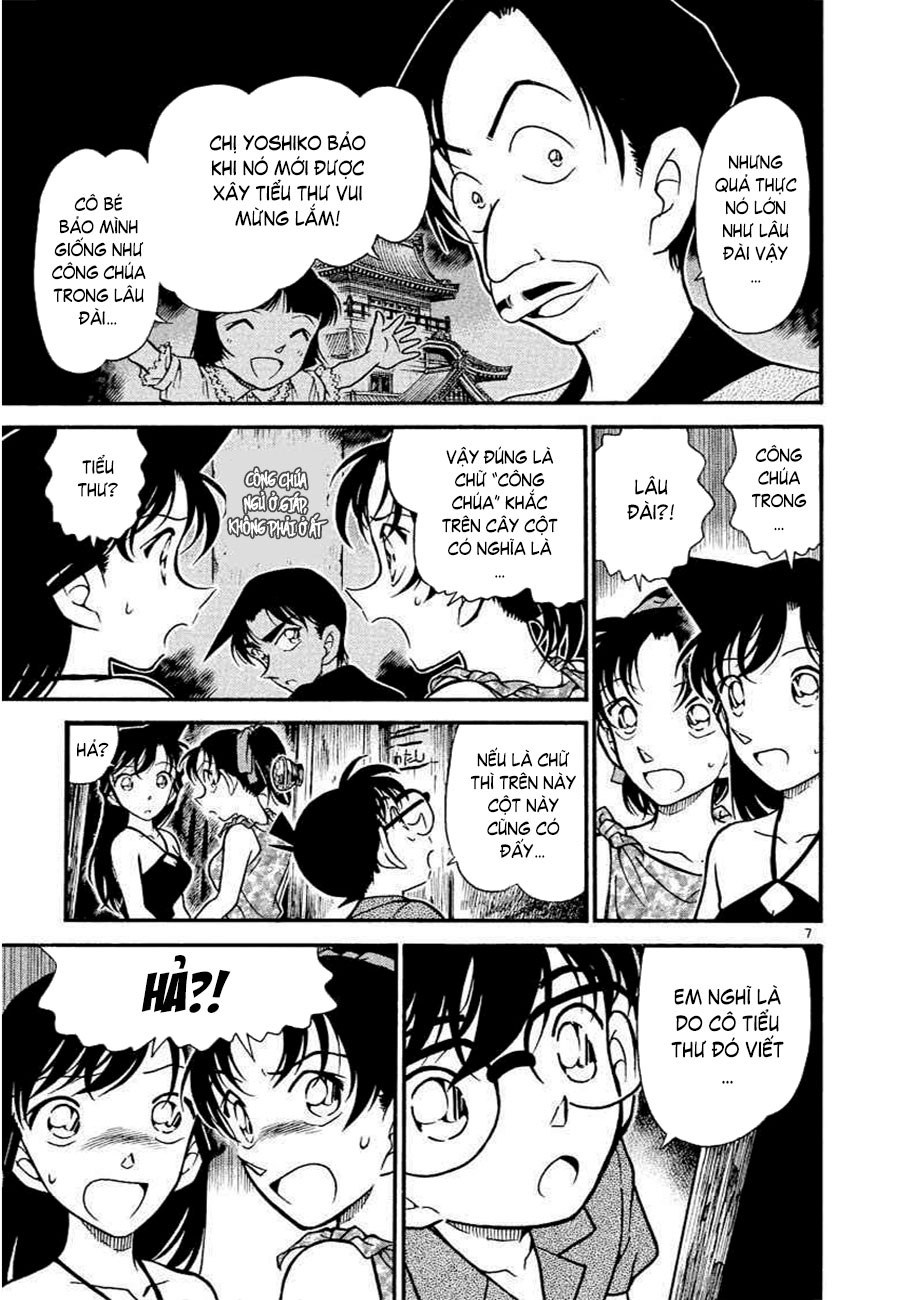 NHƯNG
QUẢ THỰC
NÓ LỚN
NHƯ LÂU
ĐÀI VẬY
...
CHỊ YOSHIKO BẢO
KHI NÓ MỚI ĐƯỢC
XÂY TIỂU THƯ VUI
MỪNG LẮM!
CÔ BÉ
BẢO MÌNH
GIỐNG NHƯ
CÔNG CHÚA
TRONG LÂU
ĐÀI...
CÔNG
CHÚA
TRONG
...
LÂU
ĐÀI?!
VẬY ĐÚNG LÀ
CHỮ “CÔNG
CHÚA” KHẮC
TRÊN CÂY CỘT
CÓ NGHĨA LÀ
...
CÔNG CHÚA
NGỦ Ở GIÁP,
KHÔNG PHẢI Ở ẤT
TIỂU
THƯ?
NẾU LÀ CHỮ
THÌ TRÊN NÀY
CỘT NÀY
CŨNG CÓ
ĐẤY...
HẢ?
7
EM NGHĨ LÀ
DO CÔ TIỂU
THƯ ĐÓ VIẾT
...
HẢ?!